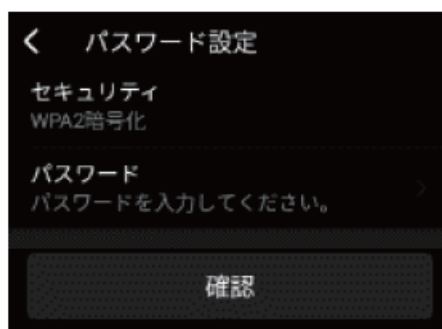 パスワード設定
セキュリティ
WPA2暗号化
パスワード
パスワードを入力してください。
確認